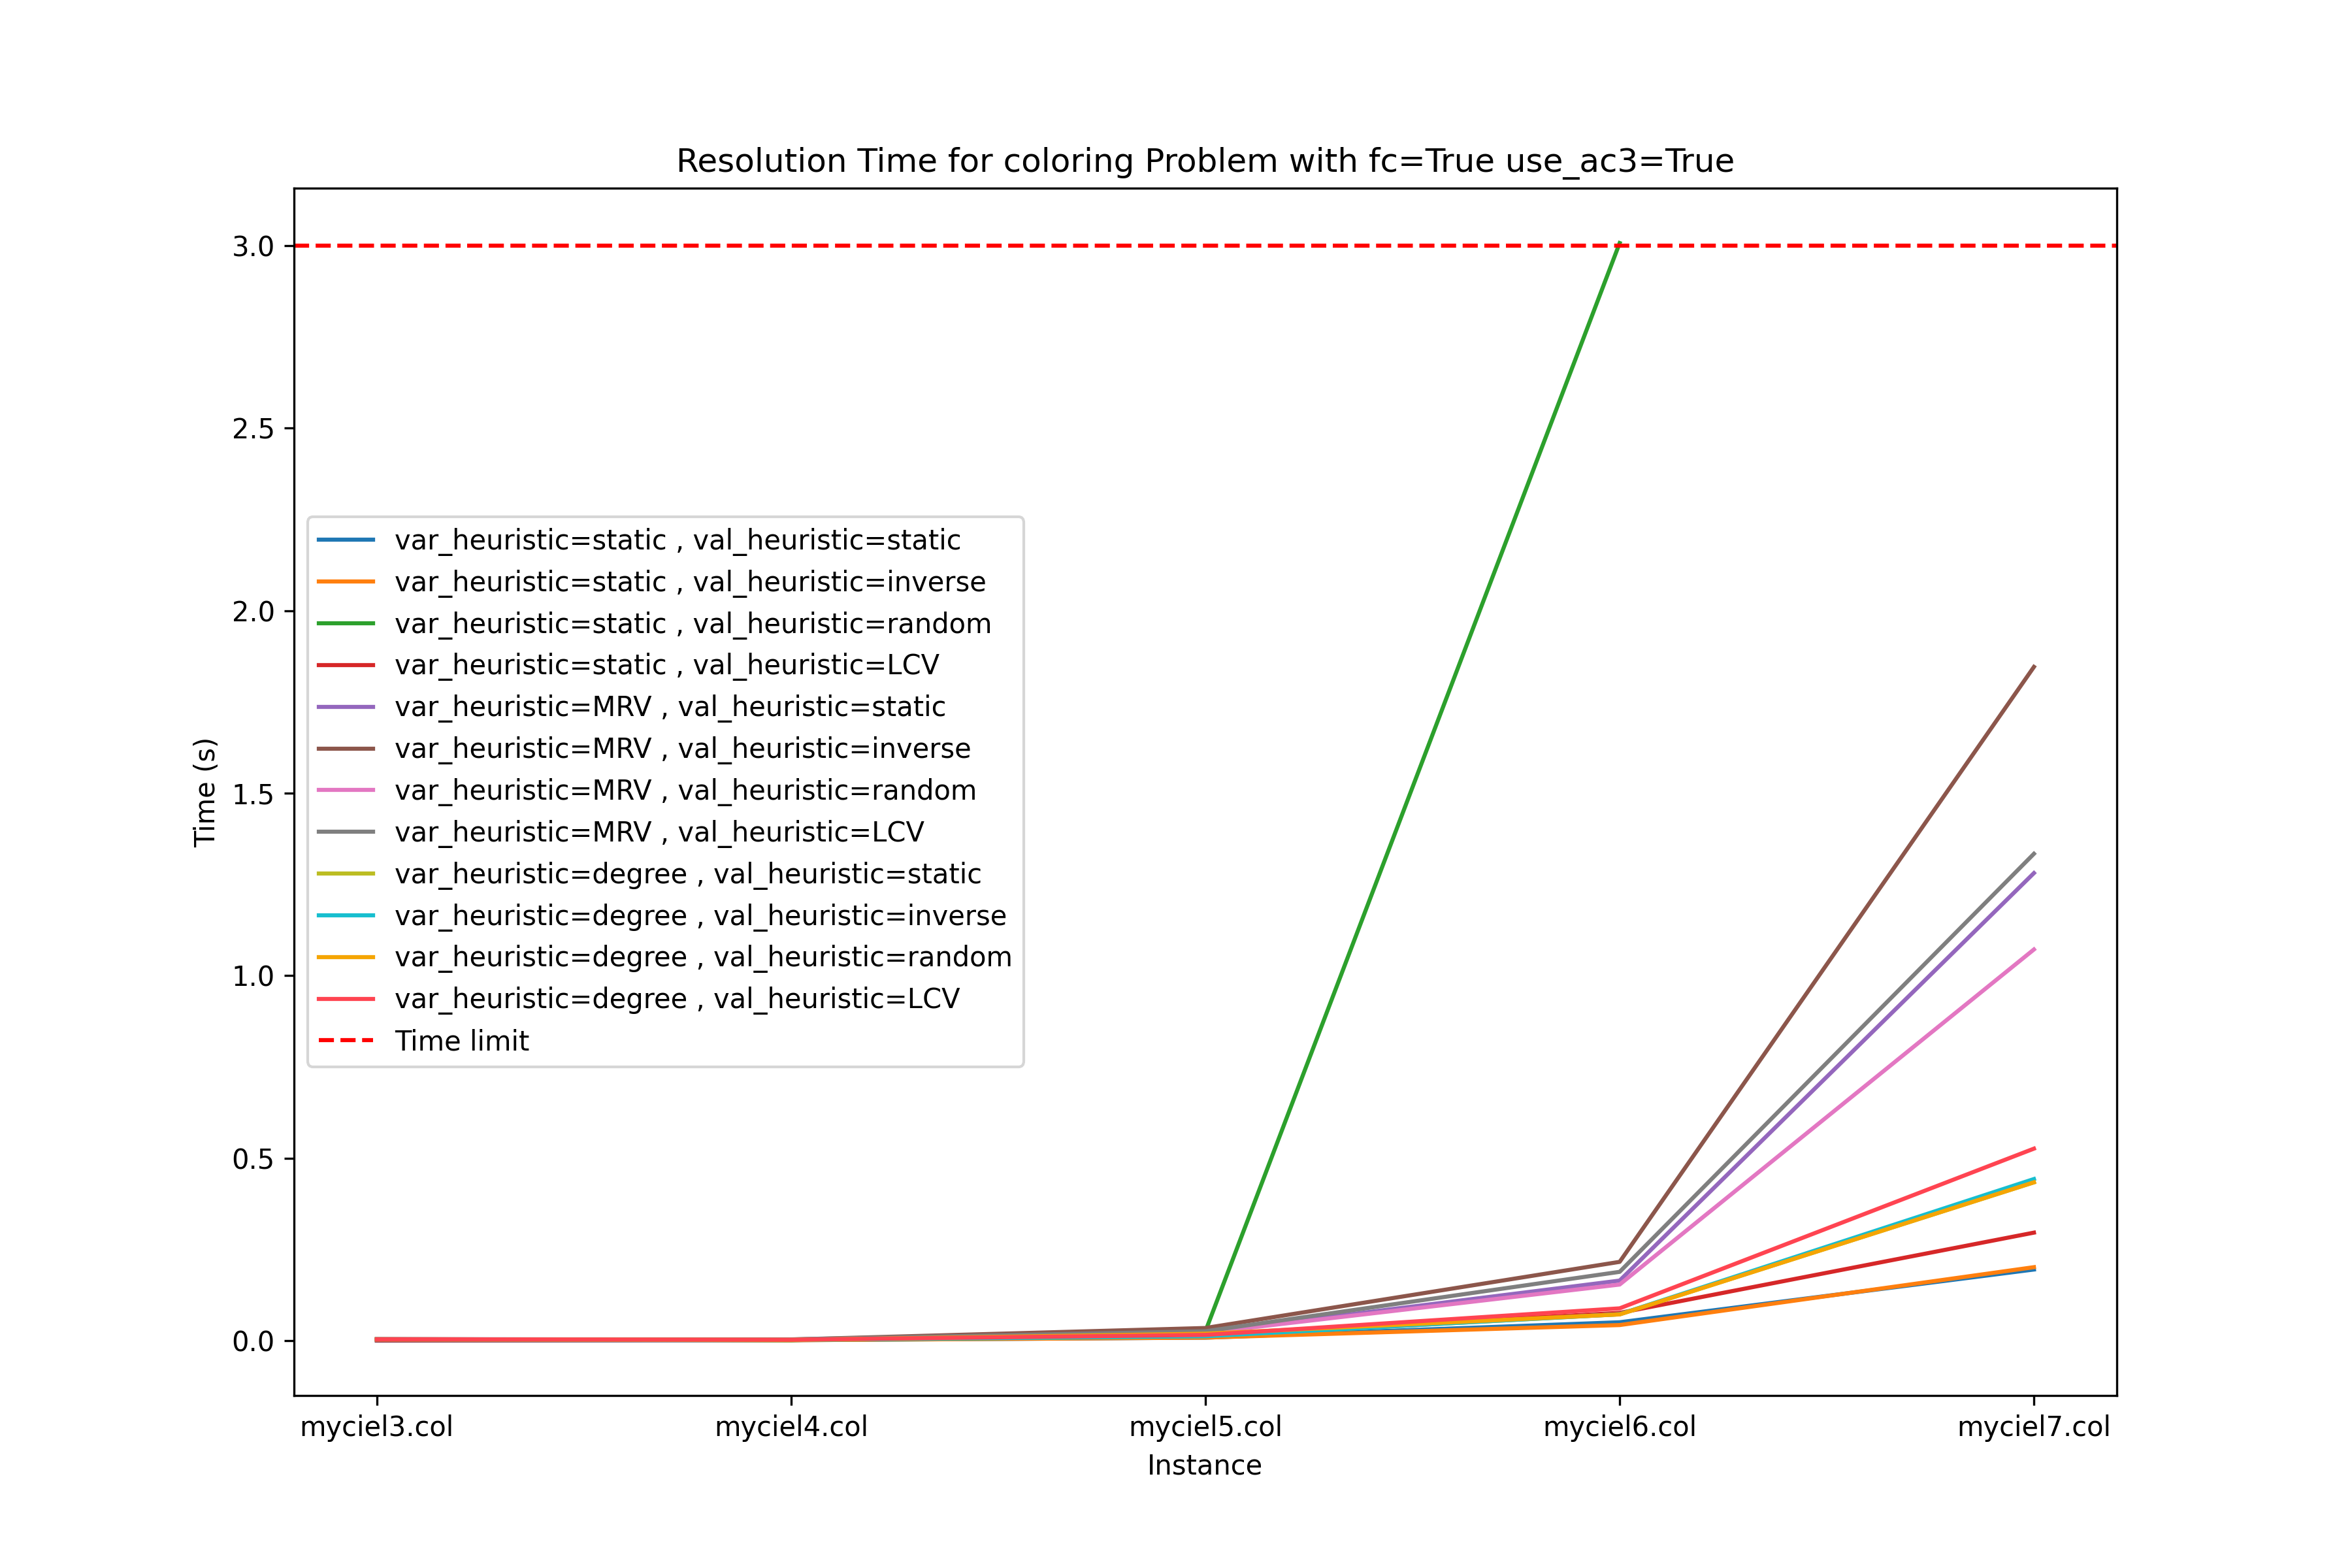 Resolution Time for coloring Problem with fc=True use_ac3=True
3.0
2.5
2.0
1.5
1.0
0.5
0.0
Time (s)
var_heuristic=static , val_heuristic=static
var_heuristic=static , val_heuristic=inverse
var_heuristic=static , val_heuristic=random
var_heuristic=static , val_heuristic=LCV
var_heuristic=MRV , val_heuristic=static
var_heuristic=MRV , val_heuristic=inverse
var_heuristic=MRV , val_heuristic=random
var_heuristic=MRV , val_heuristic=LCV
var_heuristic=degree , val_heuristic=static
var_heuristic=degree , val_heuristic=inverse
var_heuristic=degree , val_heuristic=random
var_heuristic=degree , val_heuristic=LCV
Time limit
myciel3.col myciel4.col myciel5.col myciel6.col myciel7.col
Instance